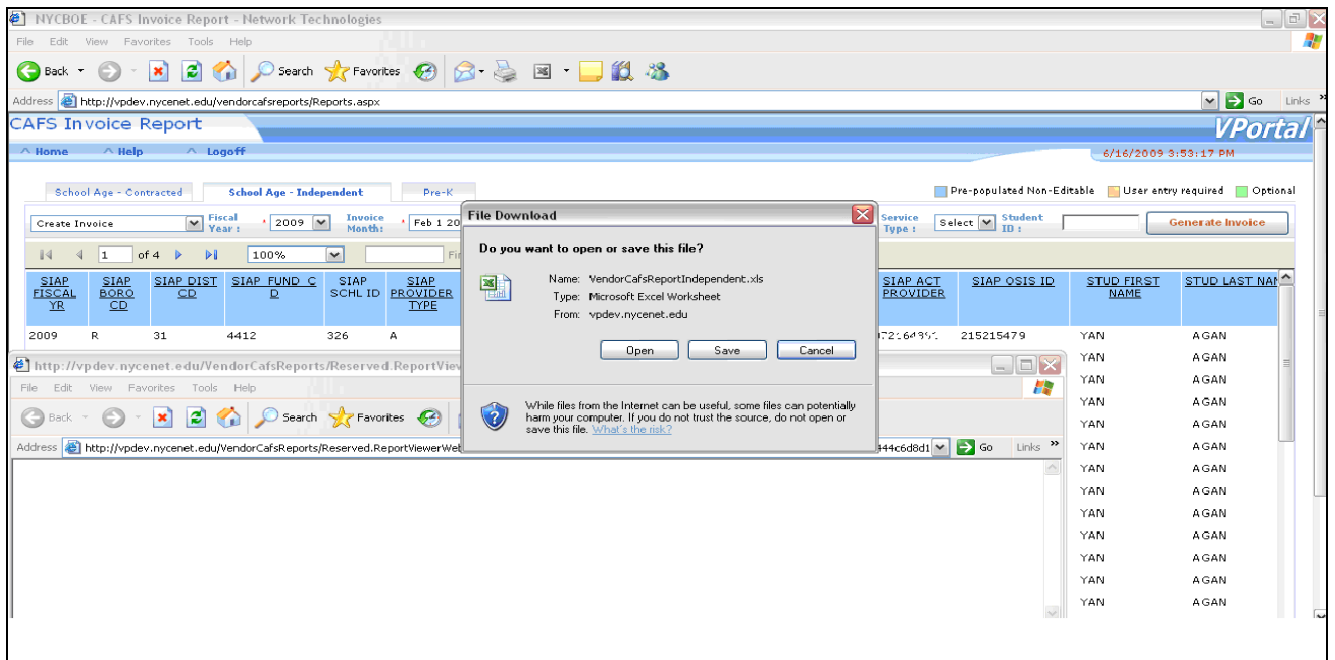 NYCBOE - CAFS Invoice Report - Network Technologies
File Edit View Favorites Tools Help
Back Search Favorites
Address http://vpdev.nycenet.edu/vendorcafsreports/Reports.aspx Go Links »
CAFS Invoice Report VPortal
^ Home ^ Help ^ Logoff 6/16/2009 3:53:17 PM
School Age - Contracted School Age - Independent Pre-K Pre-populated Non-Editable User entry required Optional
Create Invoice Fiscal Year : * 2009 Invoice Month: * Feb 1 20 Service Type : Select Student ID : Generate Invoice
1 of 4 100%
SIAP FISCAL YR SIAP BORO CD SIAP DIST CD SIAP FUND C D SIAP SCHL ID SIAP PROVIDER TYPE SIAP ACT PROVIDER SIAP OSIS ID STUD FIRST NAME STUD LAST NAM
2009 R 31 4412 326 A 215215479 YAN AGAN
File Download
Do you want to open or save this file?
Name: VendorCafsReportIndependent.xls
Type: Microsoft Excel Worksheet
From: vpdev.nycenet.edu
Open Save Cancel
While files from the Internet can be useful, some files can potentially
harm your computer. If you do not trust the source, do not open or
save this file. What's the risk?
http://vpdev.nycenet.edu/VendorCafsReports/Reserved.ReportView
File Edit View Favorites Tools Help
Back Search Favorites
Address http://vpdev.nycenet.edu/VendorCafsReports/Reserved.ReportViewerWeb 444c6d8d1 Go Links »
YAN AGAN
YAN AGAN
YAN AGAN
YAN AGAN
YAN AGAN
YAN AGAN
YAN AGAN
YAN AGAN
YAN AGAN
YAN AGAN
YAN AGAN
YAN AGAN